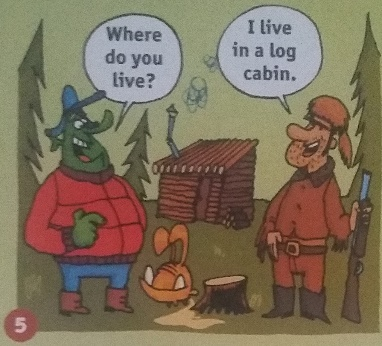 Where
do you
live?
I live
in a log
cabin.
5